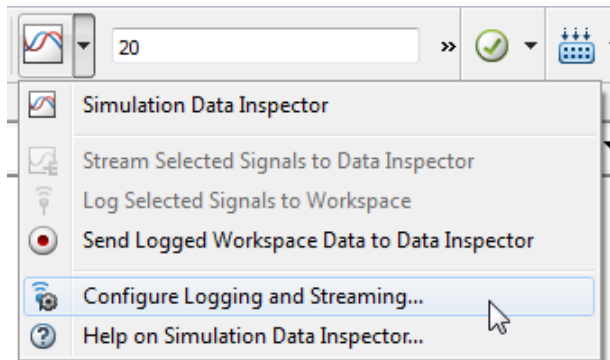 20 »
Simulation Data Inspector
Stream Selected Signals to Data Inspector
Log Selected Signals to Workspace
Send Logged Workspace Data to Data Inspector
Configure Logging and Streaming...
Help on Simulation Data Inspector...